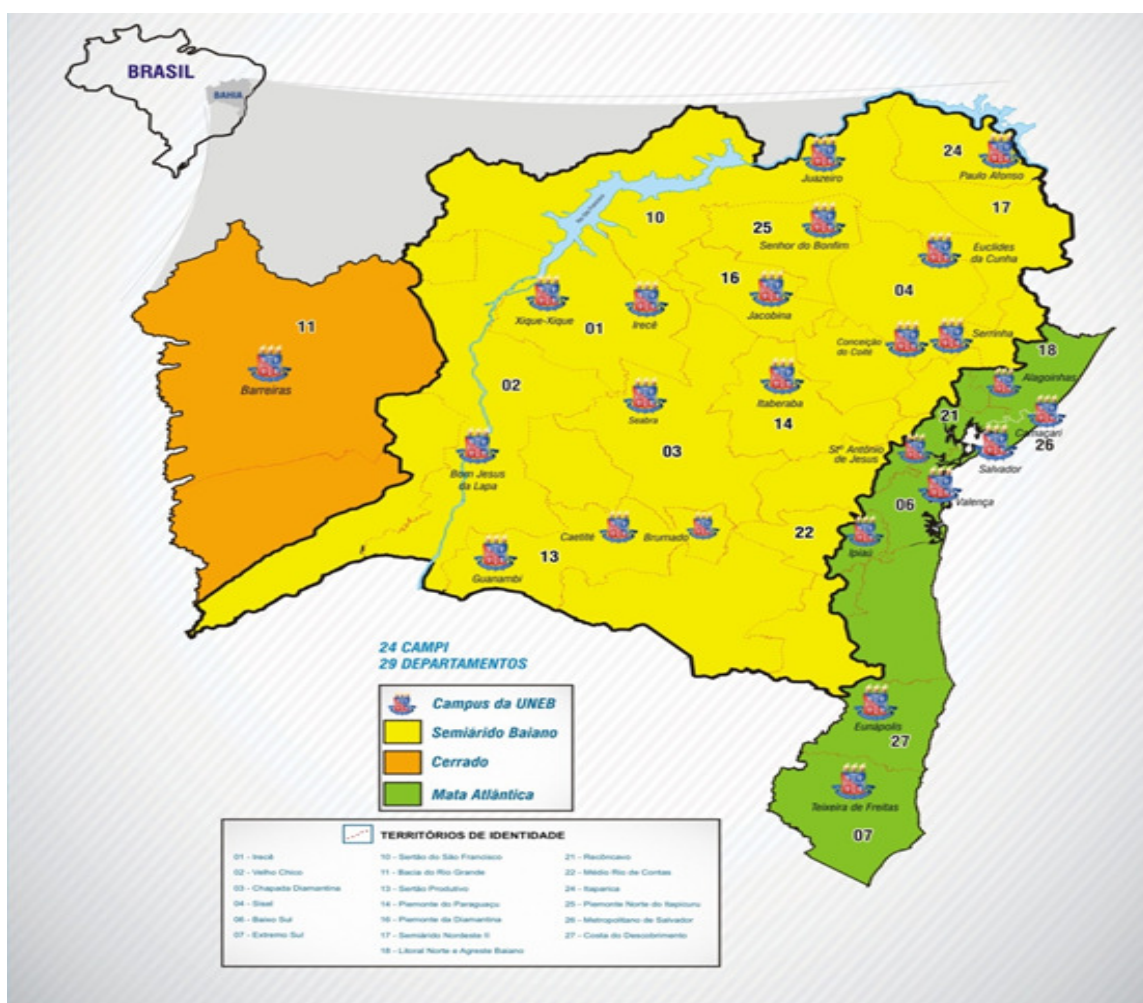 BRASIL
BAHIA
Juazeiro
24
Paulo Afonso
10
Rio São Francisco
25
Senhor do Bonfim
17
Euclides
da Cunha
16
Jacobina
04
Xique-Xique
01
Irecê
11
Barreiras
Conceição
do Coité
Serrinha
18
Alagoinhas
02
Seabra
Itaberaba
14
21
Camaçari
26
Salvador
Bom Jesus
da Lapa
03
Stº Antônio
de Jesus
06
Valença
Caetité
Brumado
22
Ipiaú
Guanambi
13
Eunápolis
27
Teixeira de Freitas
07
24 CAMPI
29 DEPARTAMENTOS
Campus da UNEB
Semiárido Baiano
Cerrado
Mata Atlântica
TERRITÓRIOS DE IDENTIDADE
01 - Irecê
02 - Velho Chico
03 - Chapada Diamantina
04 - Sisal
06 - Baixo Sul
07 - Extremo Sul
10 - Sertão do São Francisco
11 - Bacia do Rio Grande
13 - Sertão Produtivo
14 - Piemonte do Paraguaçu
16 - Piemonte da Diamantina
17 - Semiárido Nordeste II
18 - Litoral Norte e Agreste Baiano
21 - Recôncavo
22 - Médio Rio de Contas
24 - Itaparica
25 - Piemonte Norte do Itapicuru
26 - Metropolitano de Salvador
27 - Costa do Descobrimento